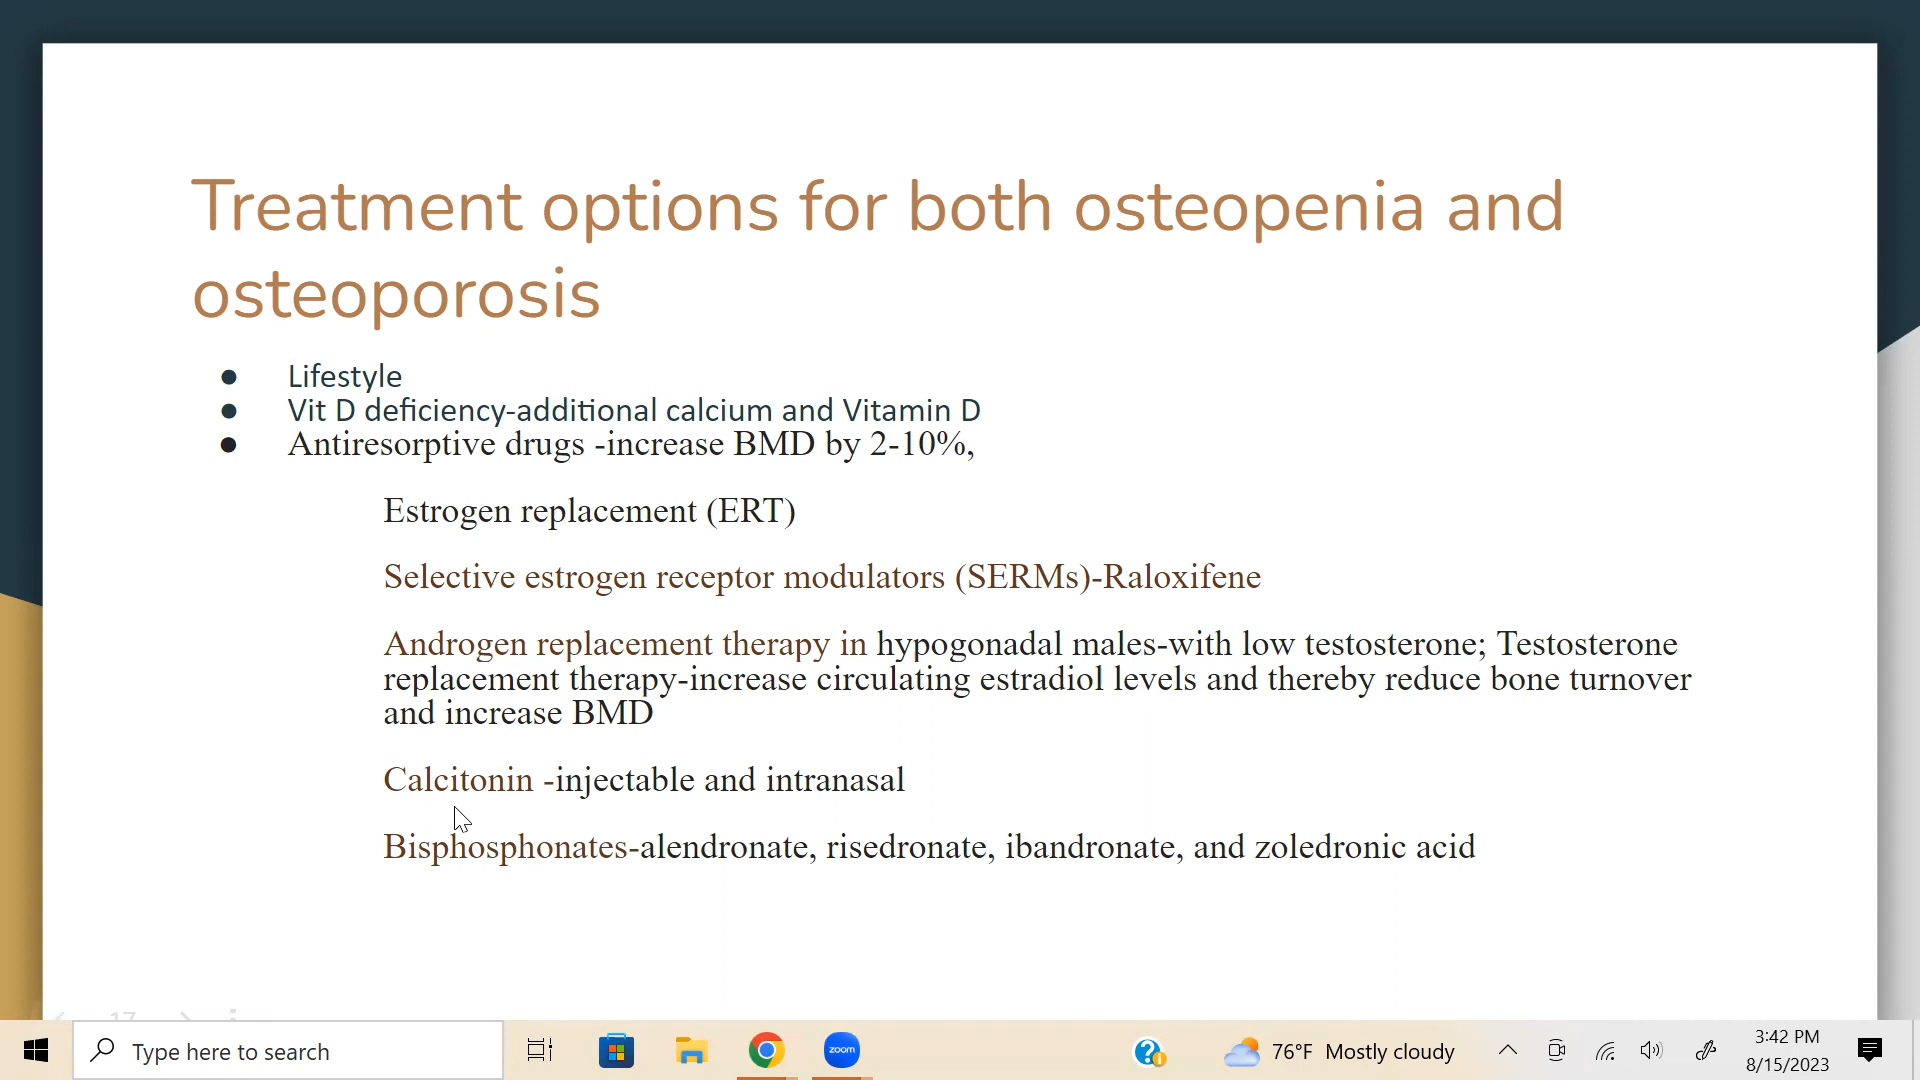 Treatment options for both osteopenia and
osteoporosis
● Lifestyle
● Vit D deficiency-additional calcium and Vitamin D
● Antiresorptive drugs -increase BMD by 2-10%,
Estrogen replacement (ERT)
Selective estrogen receptor modulators (SERMs)-Raloxifene
Androgen replacement therapy in hypogonadal males-with low testosterone; Testosterone
replacement therapy-increase circulating estradiol levels and thereby reduce bone turnover
and increase BMD
Calcitonin -injectable and intranasal
Bisphosphonates-alendronate, risedronate, ibandronate, and zoledronic acid
17
Type here to search
zoom
76°F Mostly cloudy
3:42 PM
8/15/2023